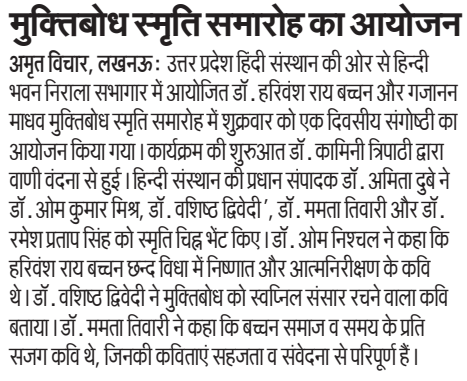 मुक्तिबोध स्मृति समारोह का आयोजन
अमृत विचार, लखनऊः उत्तर प्रदेश हिंदी संस्थान की ओर से हिन्दी
भवन निराला सभागार में आयोजित डॉ. हरिवंश राय बच्चन और गजानन
माधव मुक्तिबोध स्मृति समारोह में शुक्रवार को एक दिवसीय संगोष्ठी का
आयोजन किया गया। कार्यक्रम की शुरुआत डॉ. कामिनी त्रिपाठी द्वारा
वाणी वंदना से हुई। हिन्दी संस्थान की प्रधान संपादक डॉ. अमिता दुबे ने
डॉ. ओम कुमार मिश्र, डॉ. वशिष्ठ द्विवेदी', डॉ. ममता तिवारी और डॉ.
रमेश प्रताप सिंह को स्मृति चिह्न भेंट किए। डॉ. ओम निश्चल ने कहा कि
हरिवंश राय बच्चन छन्द विधा में निष्णात और आत्मनिरीक्षण के कवि
थे। डॉ. वशिष्ठ द्विवेदी ने मुक्तिबोध को स्वप्निल संसार रचने वाला कवि
बताया। डॉ. ममता तिवारी ने कहा कि बच्चन समाज व समय के प्रति
सजग कवि थे, जिनकी कविताएं सहजता व संवेदना से परिपूर्ण हैं।